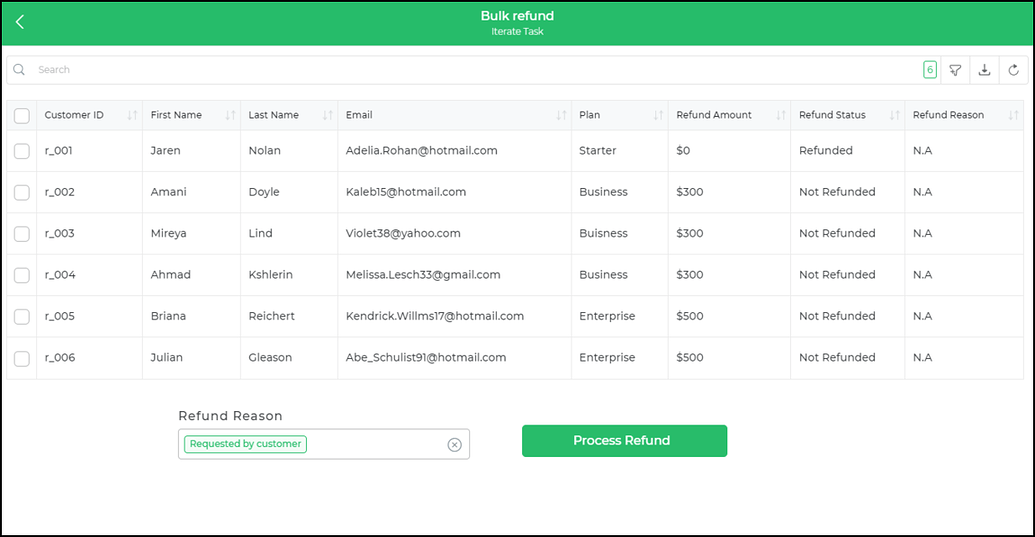 Bulk refund
Iterate Task
Search 6
Customer ID First Name Last Name Email Plan Refund Amount Refund Status Refund Reason
r_001 Jaren Nolan Adelia.Rohan@hotmail.com Starter $0 Refunded N.A
r_002 Amani Doyle Kaleb15@hotmail.com Business $300 Not Refunded N.A
r_003 Mireya Lind Violet38@yahoo.com Buisness $300 Not Refunded N.A
r_004 Ahmad Kshlerin Melissa.Lesch33@gmail.com Business $300 Not Refunded N.A
r_005 Briana Reichert Kendrick.Willms17@hotmail.com Enterprise $500 Not Refunded N.A
r_006 Julian Gleason Abe_Schulist91@hotmail.com Enterprise $500 Not Refunded N.A
Refund Reason
Requested by customer
Process Refund